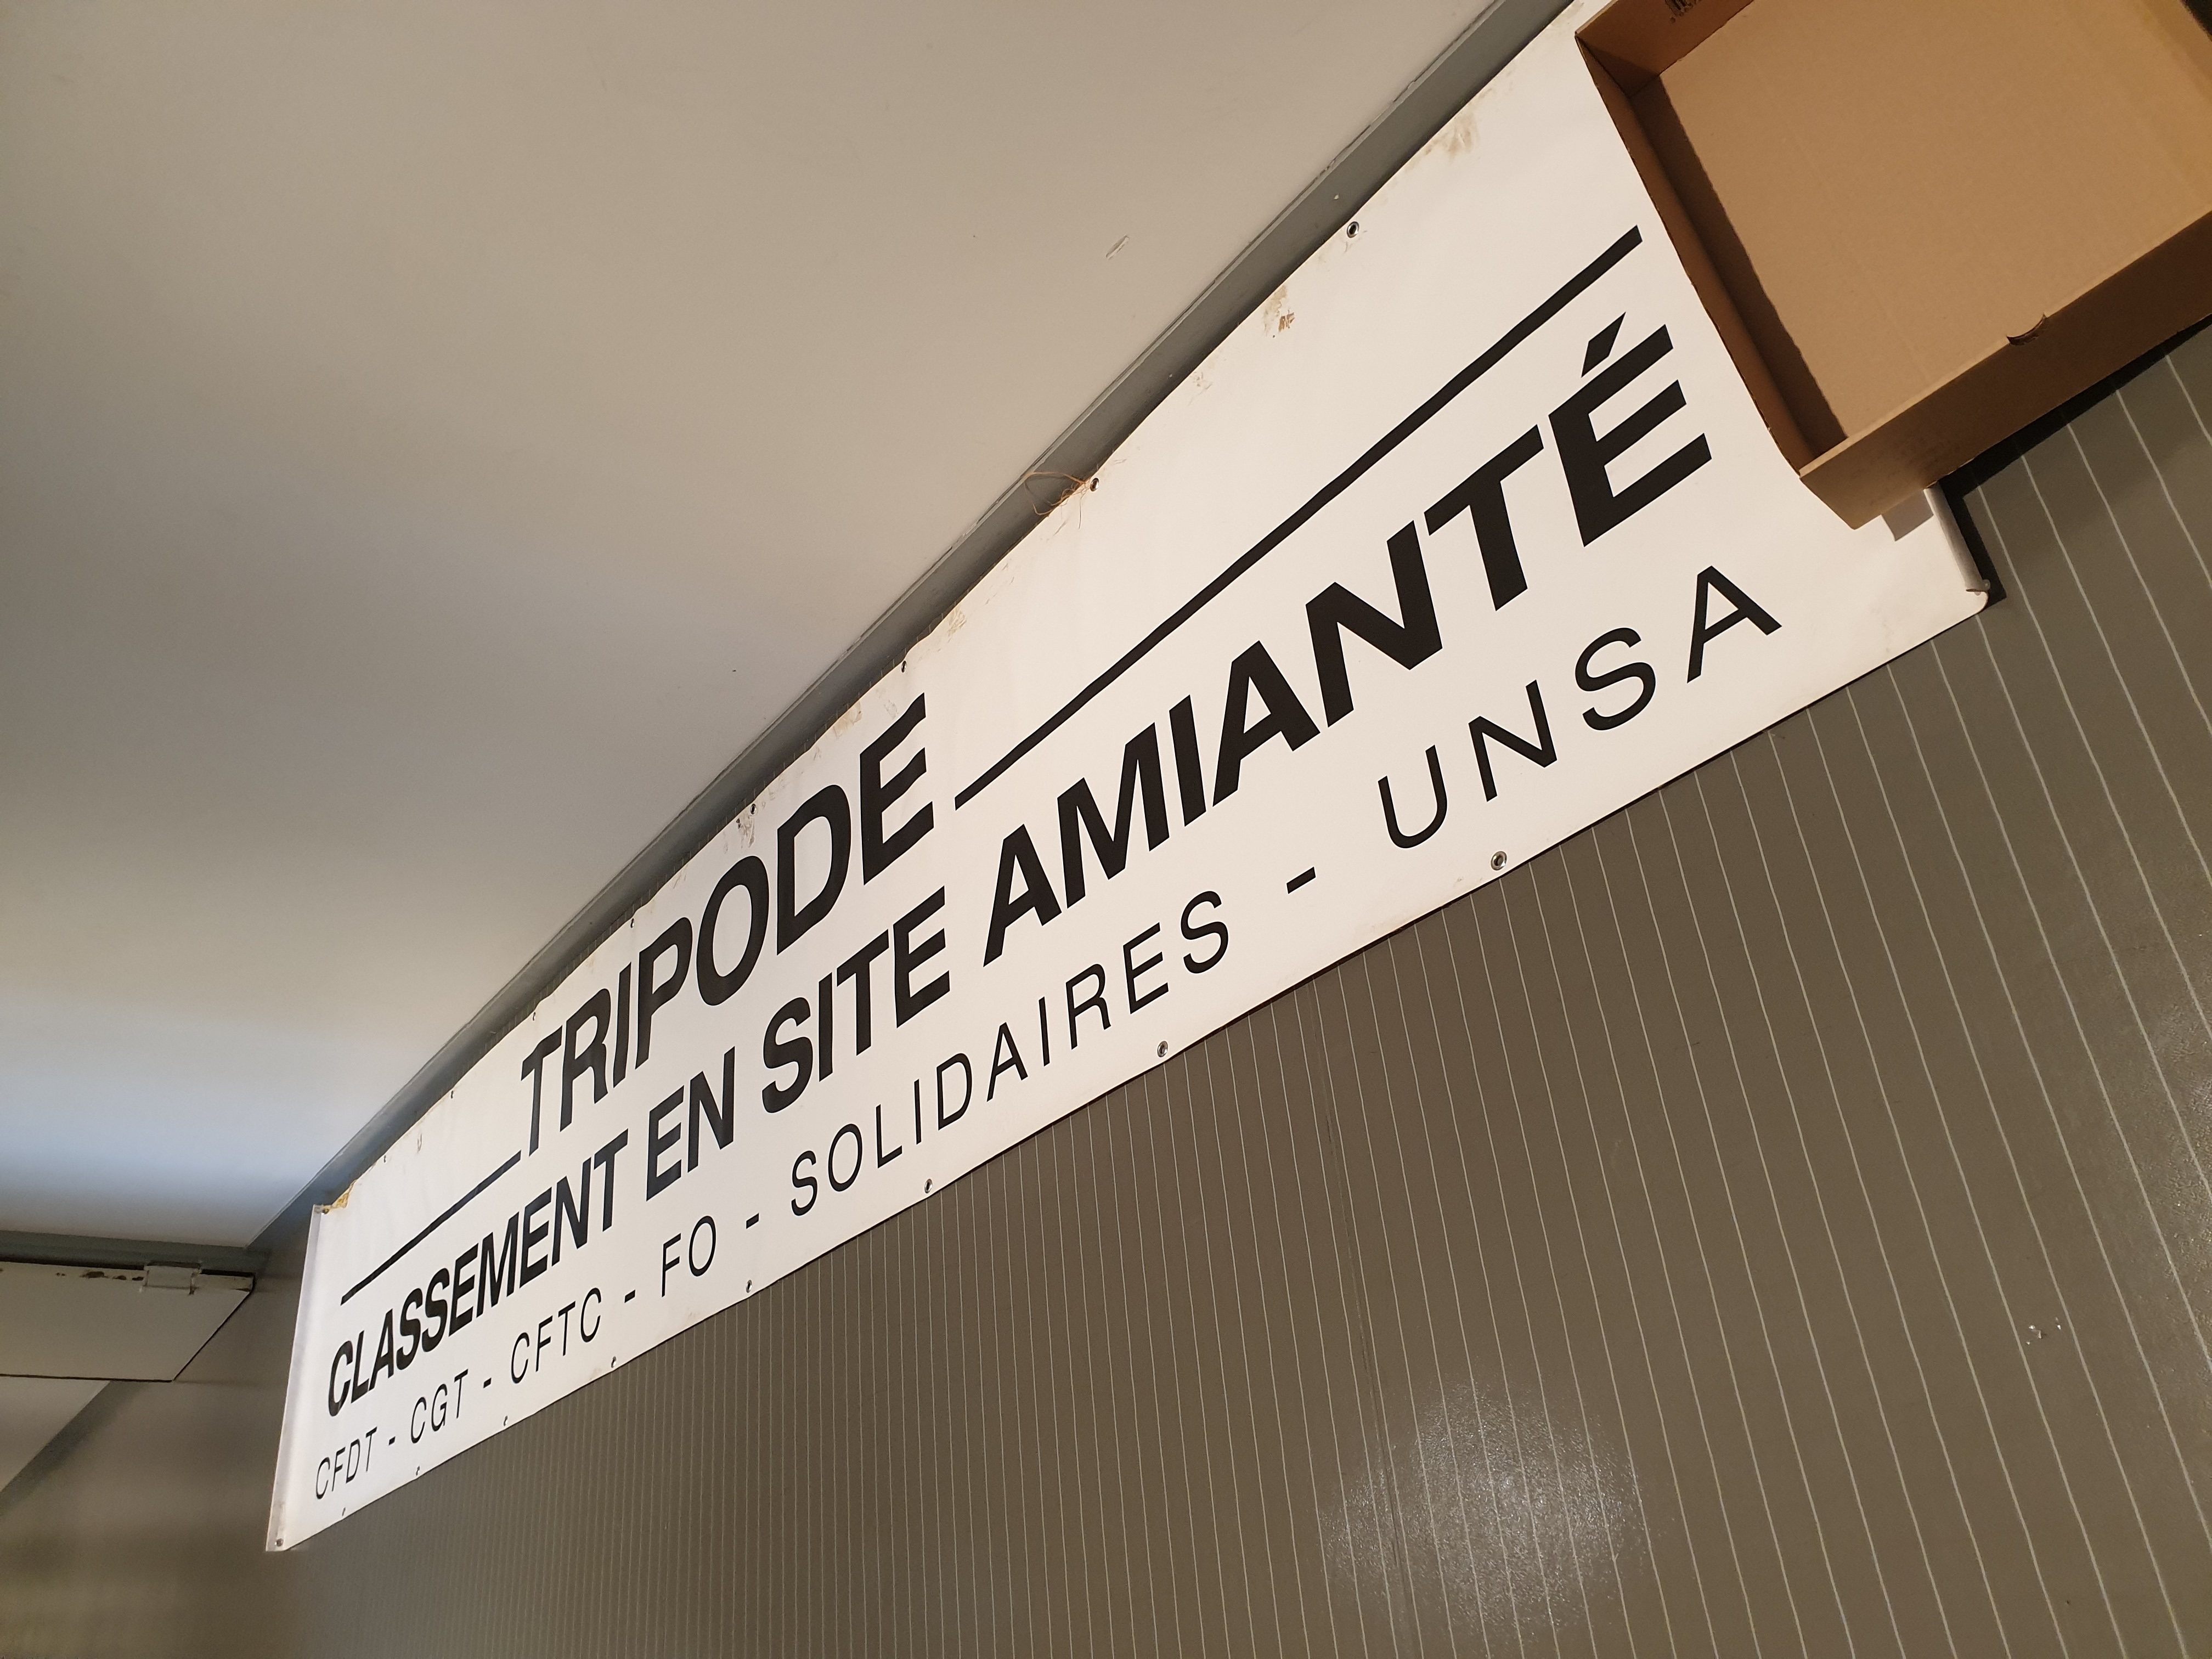 TRIPODE
CLASSEMENT EN SITE AMIANTÉ
CFDT - CGT - CFTC - FO - SOLIDAIRES - UNSA